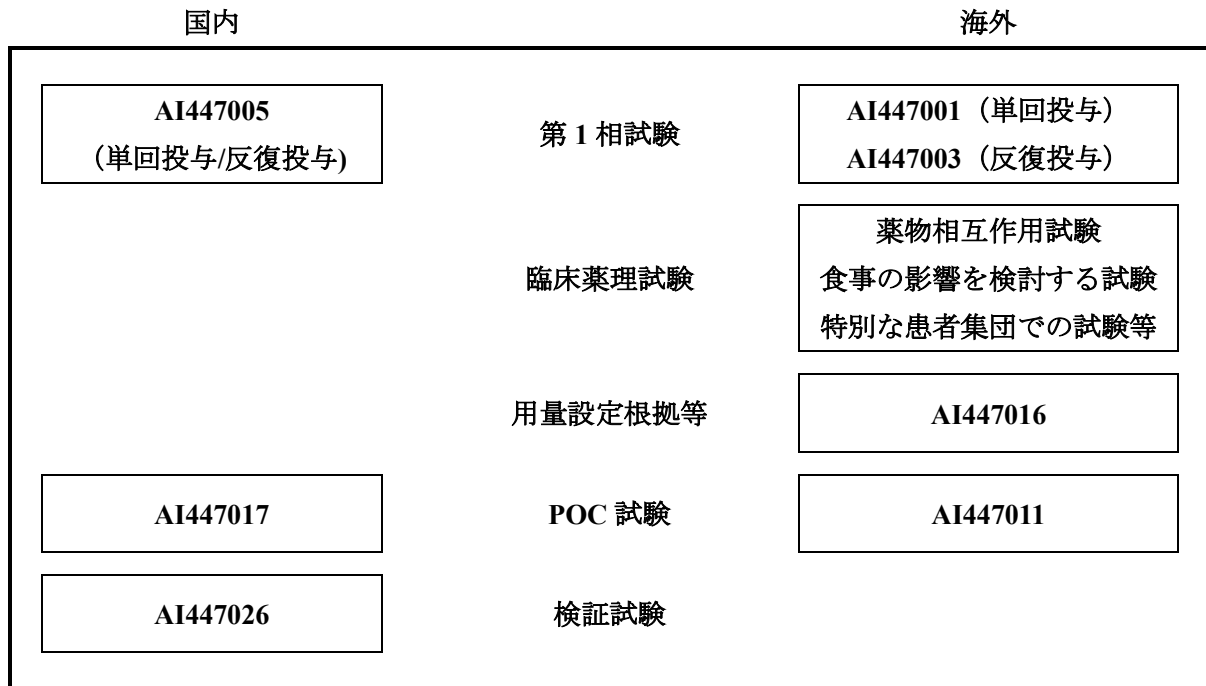 国内
海外
AI447005
（単回投与/反復投与)
第 1 相試験
AI447001（単回投与）
AI447003（反復投与）
臨床薬理試験
薬物相互作用試験
食事の影響を検討する試験
特別な患者集団での試験等
用量設定根拠等
AI447016
AI447017
POC 試験
AI447011
AI447026
検証試験